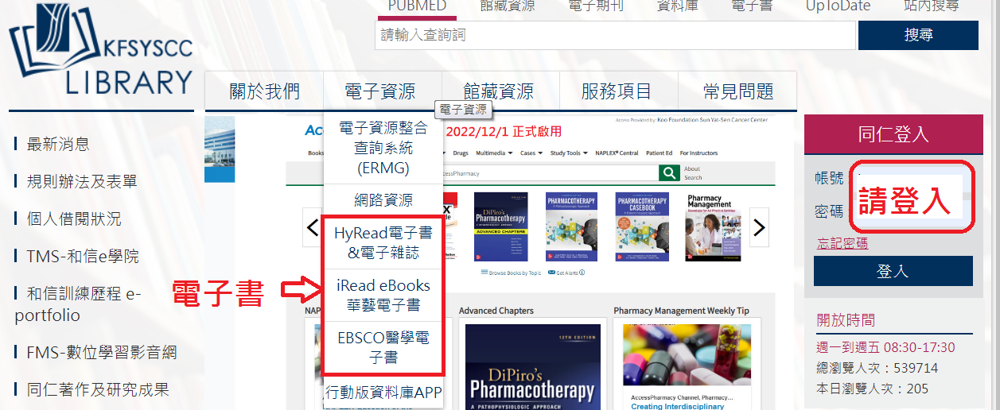 PUBMED
館藏資源
電子期刊
資料庫
電子書
UpToDate
站內搜尋
請輸入查詢詞
搜尋
KFSYSCC
LIBRARY
關於我們
電子資源
館藏資源
服務項目
常見問題
電子資源
最新消息
規則辦法及表單
個人借閱狀況
TMS-和信e學院
和信訓練歷程 e-
portfolio
FMS-數位學習影音網
同仁著作及研究成果
電子書
電子資源整合
查詢系統
(ERMG)
網路資源
HyRead電子書
&電子雜誌
iRead eBooks
華藝電子書
EBSCO醫學電
子書
行動版資料庫APP
2022/12/1 正式啟用
Access Provided by: Koo Foundation Sun Yat-Sen Cancer Center
Books
Drugs
Multimedia
Cases
Study Tools
NAPLEX® Central
Patient Ed
For Instructors
About
Search
DiPiro's
Pharmacotherapy
ADVANCED CHAPTERS
PHARMACOTHERAPY
PHARMACOTHERAPY
CASEBOOK
Pharmacy
Management
Browse Books by Topic
Get Alerts
Advanced Chapters
Pharmacy Management Weekly Tip
12TH EDITION
DiPiro's
Pharmacotherapy
A PATHOPHYSIOLOGIC APPROACH
AccessPharmacy Channel, Pharmacy...
Creating Interdisciplinary
同仁登入
帳號
密碼
請登入
忘記密碼
登入
開放時間
週一到週五 08:30-17:30
總瀏覽人次：539714
本日瀏覽人次：205